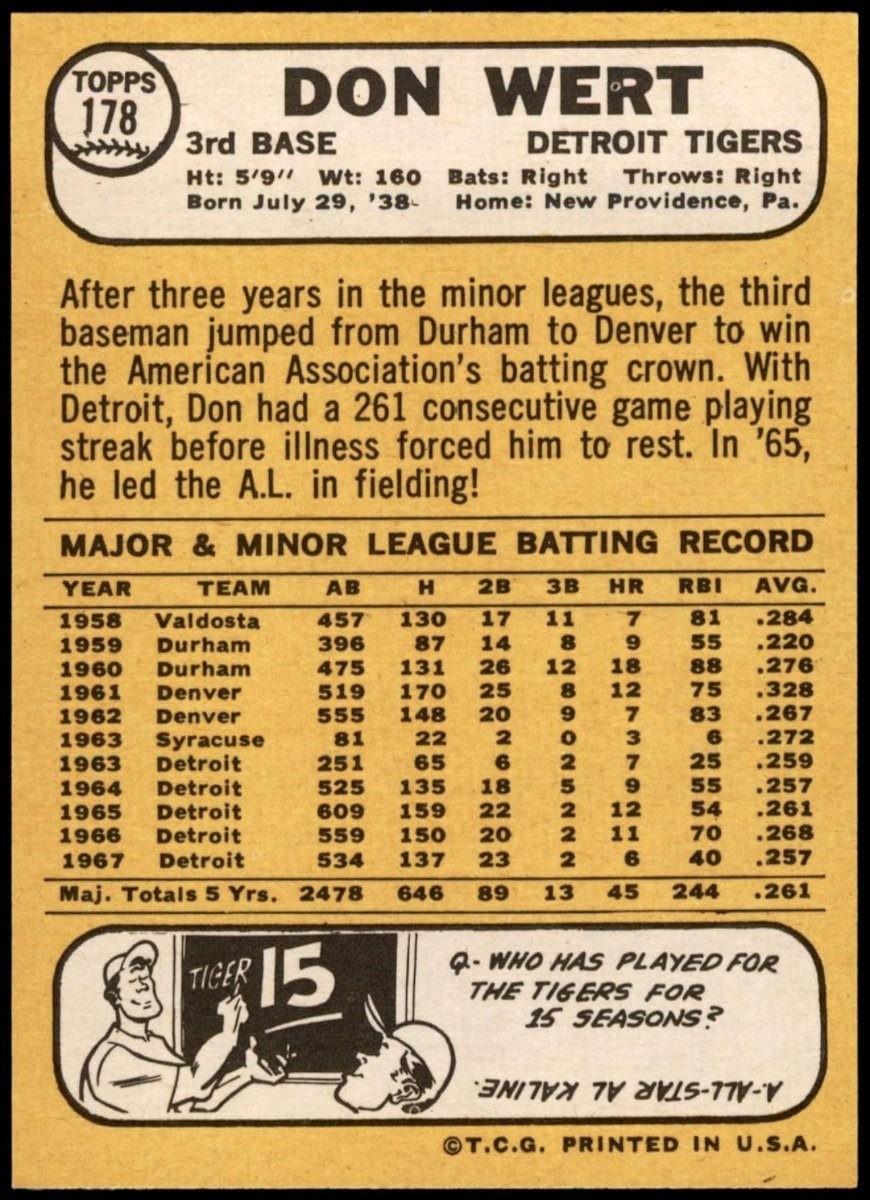 TOPPS
178
DON WERT
3rd BASE DETROIT TIGERS
Ht: 5'9" Wt: 160 Bats: Right Throws: Right
Born July 29, '38 Home: New Providence, Pa.
After three years in the minor leagues, the third
baseman jumped from Durham to Denver to win
the American Association's batting crown. With
Detroit, Don had a 261 consecutive game playing
streak before illness forced him to rest. In '65,
he led the A.L. in fielding!
MAJOR & MINOR LEAGUE BATTING RECORD
YEAR TEAM AB H 2B 3B HR RBI AVG.
1958 Valdosta 457 130 17 11 7 81 .284
1959 Durham 396 87 14 8 9 55 .220
1960 Durham 475 131 26 12 18 88 .276
1961 Denver 519 170 25 8 12 75 .328
1962 Denver 555 148 20 9 7 83 .267
1963 Syracuse 81 22 2 0 3 6 .272
1963 Detroit 251 65 6 2 7 25 .259
1964 Detroit 525 135 18 5 9 55 .257
1965 Detroit 609 159 22 2 12 54 .261
1966 Detroit 559 150 20 2 11 70 .268
1967 Detroit 534 137 23 2 6 40 .257
Maj. Totals 5 Yrs. 2478 646 89 13 45 244 .261
TIGER 15
Q- WHO HAS PLAYED FOR
THE TIGERS FOR
15 SEASONS?
A-ALL-STAR AL KALINE.
©T.C.G. PRINTED IN U.S.A.